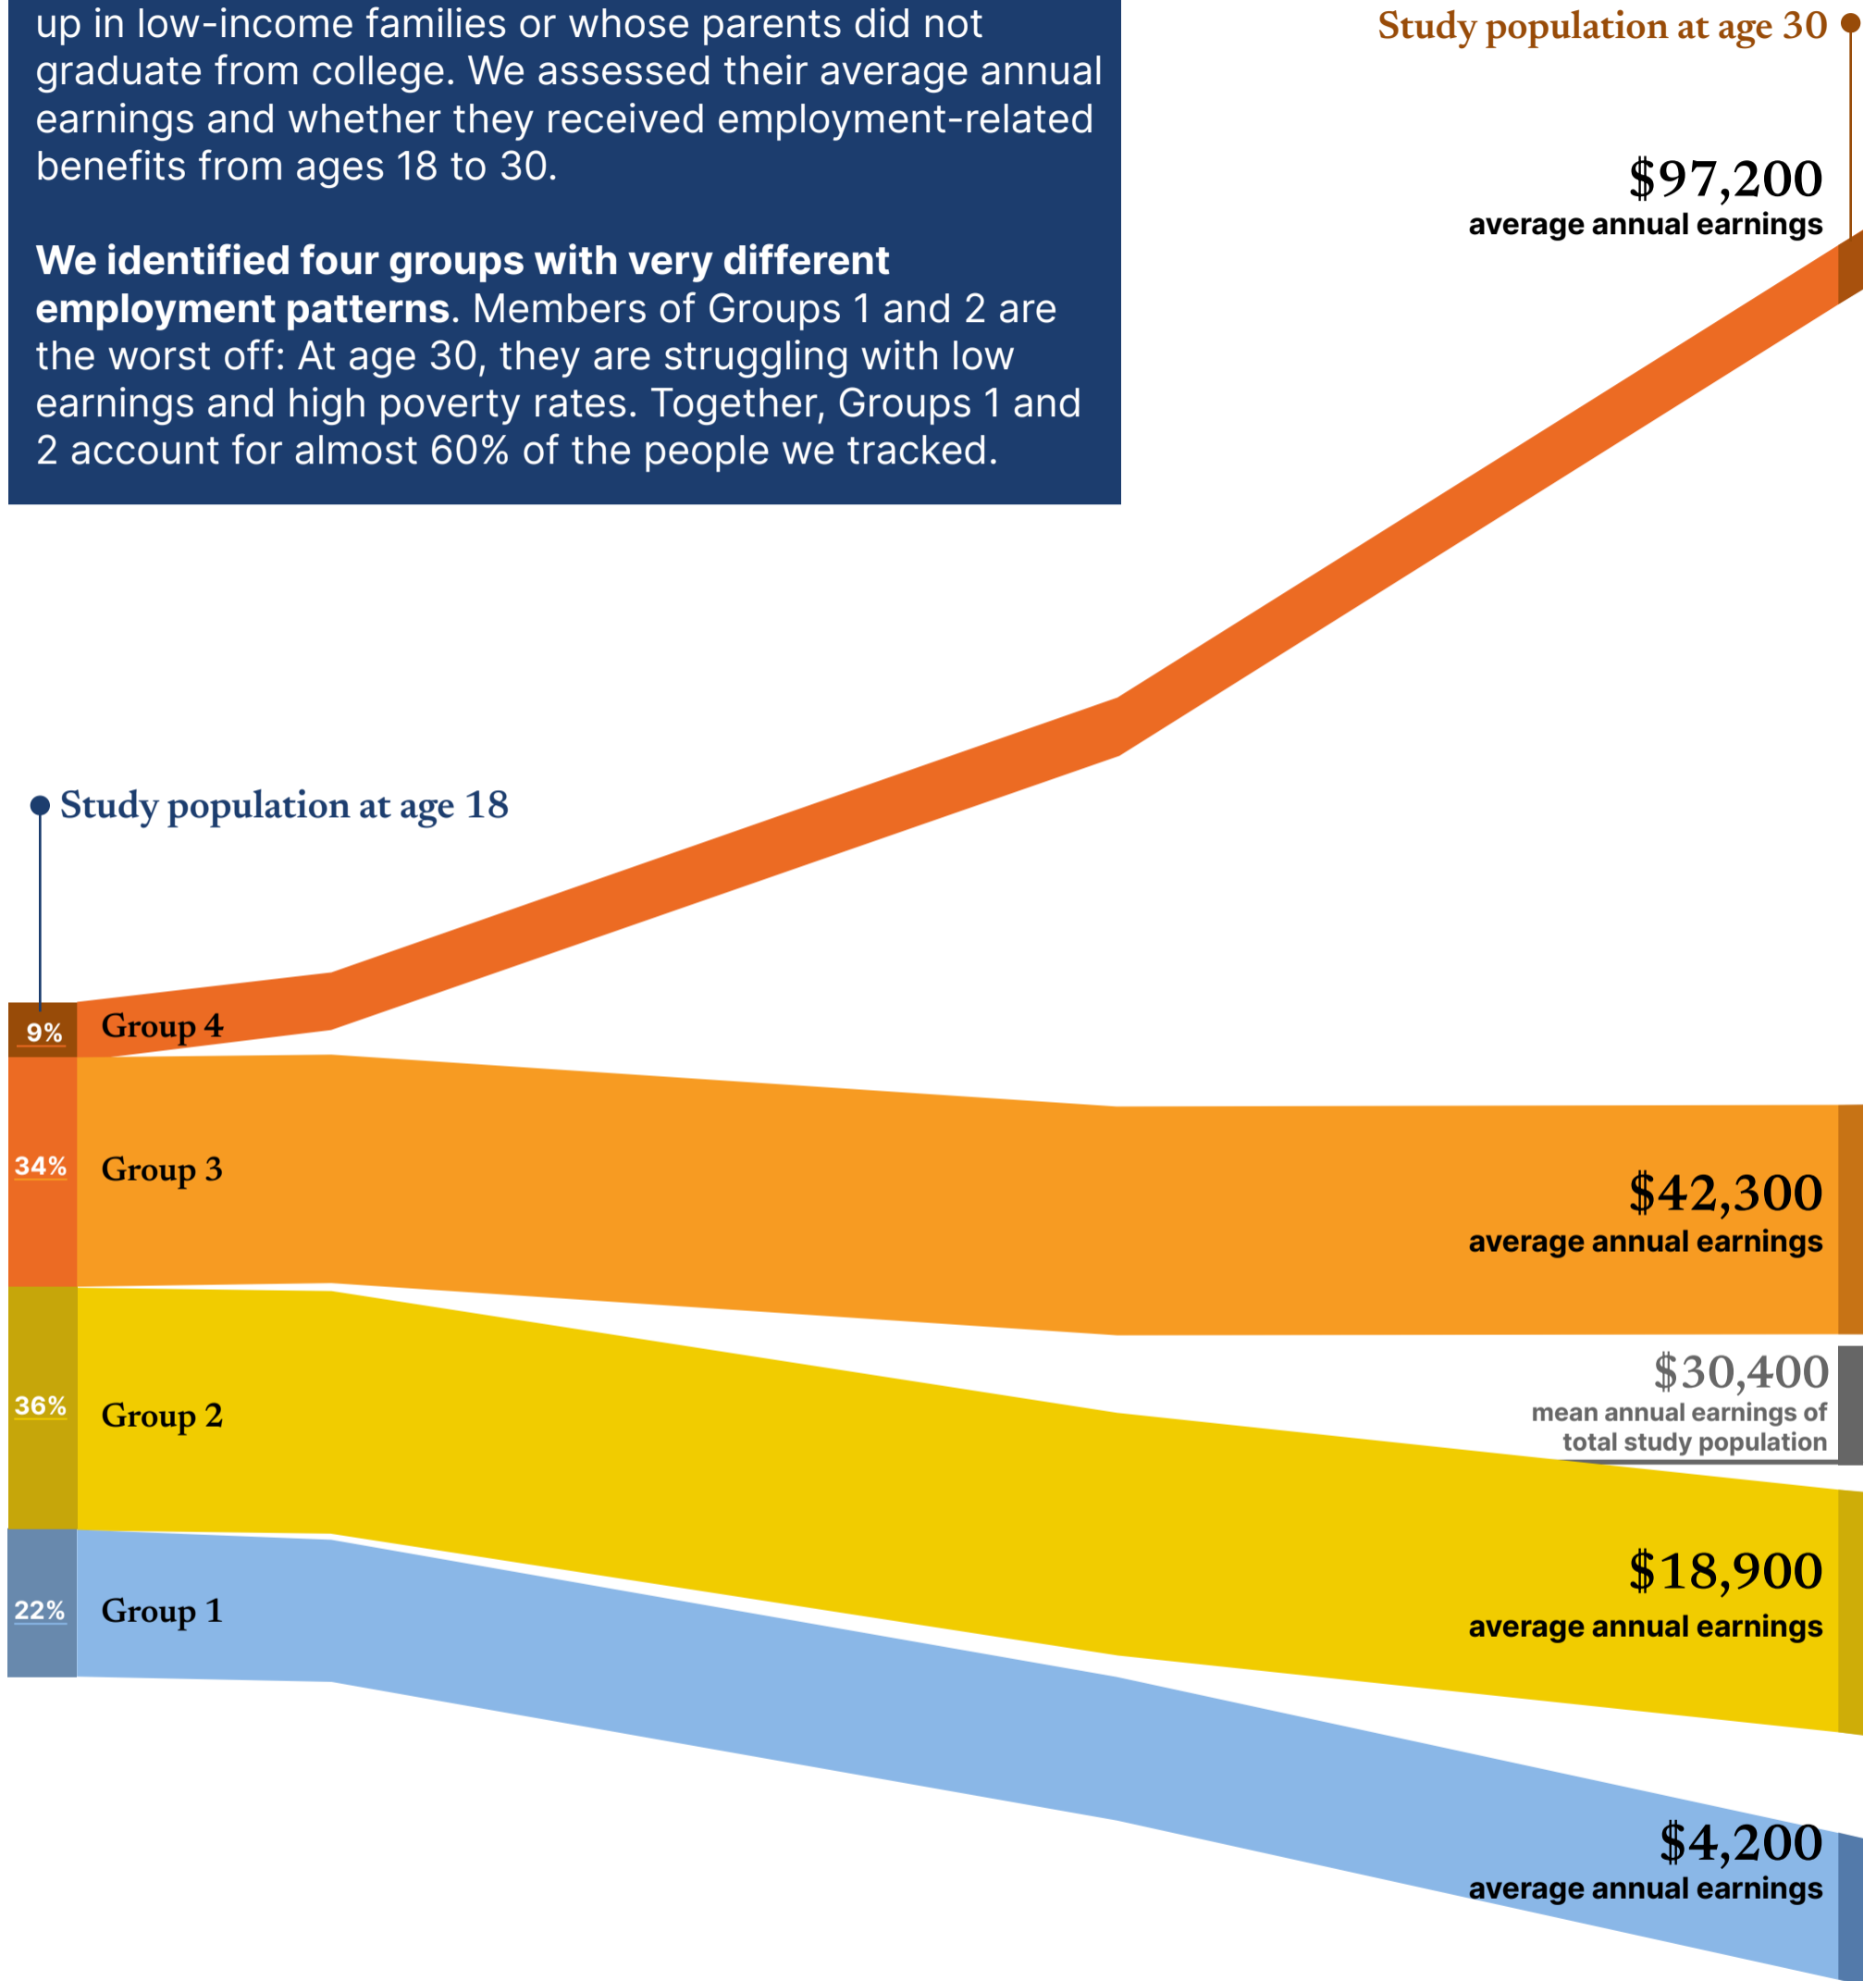 up in low-income families or whose parents did not
graduate from college. We assessed their average annual
earnings and whether they received employment-related
benefits from ages 18 to 30.
We identified four groups with very different
employment patterns. Members of Groups 1 and 2 are
the worst off: At age 30, they are struggling with low
earnings and high poverty rates. Together, Groups 1 and
2 account for almost 60% of the people we tracked.
Study population at age 30
$97,200
average annual earnings
Study population at age 18
9%
Group 4
34%
Group 3
$42,300
average annual earnings
$30,400
mean annual earnings of
total study population
36%
Group 2
$18,900
average annual earnings
22%
Group 1
$4,200
average annual earnings